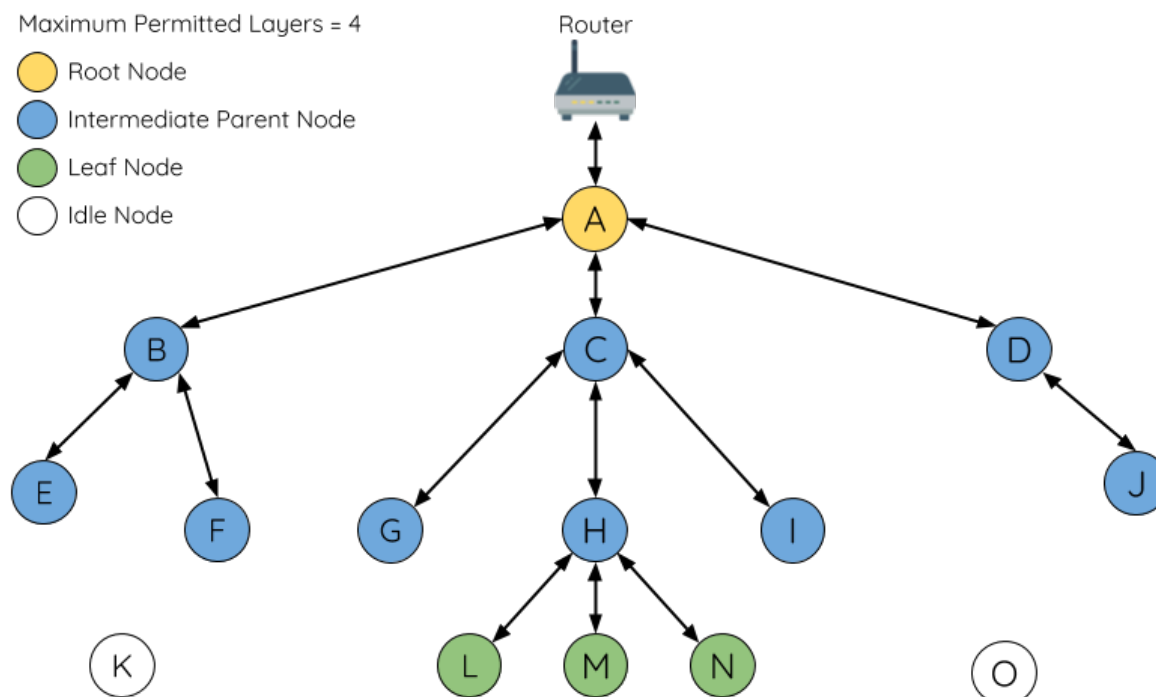 Maximum Permitted Layers = 4
Router
Root Node
Intermediate Parent Node
Leaf Node
Idle Node
A
B
C
D
E
F
G
H
I
J
K
L
M
N
O